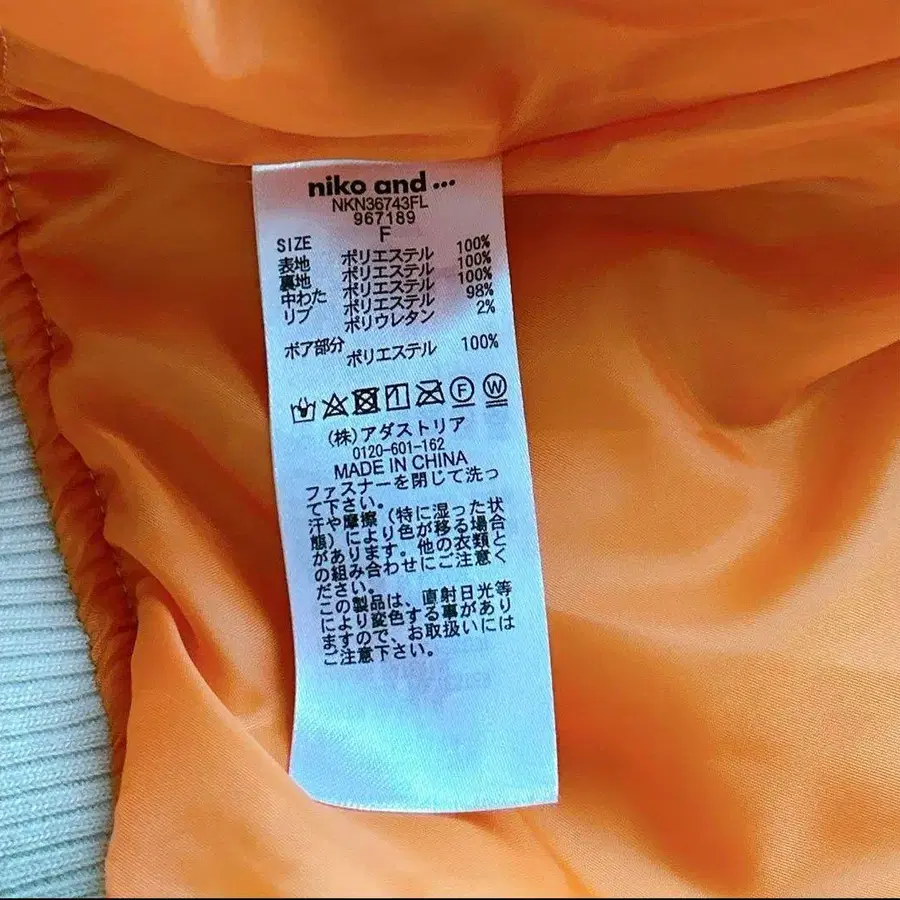 niko and ...
NKN36743FL
967189
SIZE F
表地 ポリエステル 100%
裏地 ポリエステル 100%
中わた ポリエステル 100%
リブ ポリエステル 98%
ポリウレタン 2%
ボア部分 ポリエステル 100%
F W
(株)アダストリア
0120-601-162
MADE IN CHINA
ファスナーを閉じて洗っ
て下さい。
汗や摩擦(特に湿った状
態)により色が移る場合
があります。他の衣類と
の組み合わせにご注意く
ださい。
この製品は、直射日光等
により変色する事があり
ますので、お取扱いには
ご注意下さい。